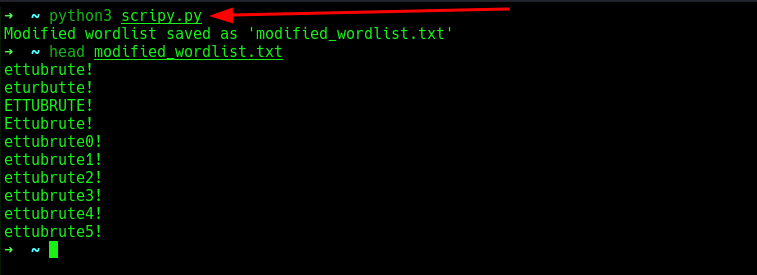 → ~ python3 scripy.py
Modified wordlist saved as 'modified_wordlist.txt'
→ ~ head modified_wordlist.txt
ettubrute!
eturbutte!
ETTUBRUTE!
Ettubrute!
ettubrute0!
ettubrute1!
ettubrute2!
ettubrute3!
ettubrute4!
ettubrute5!
→ ~